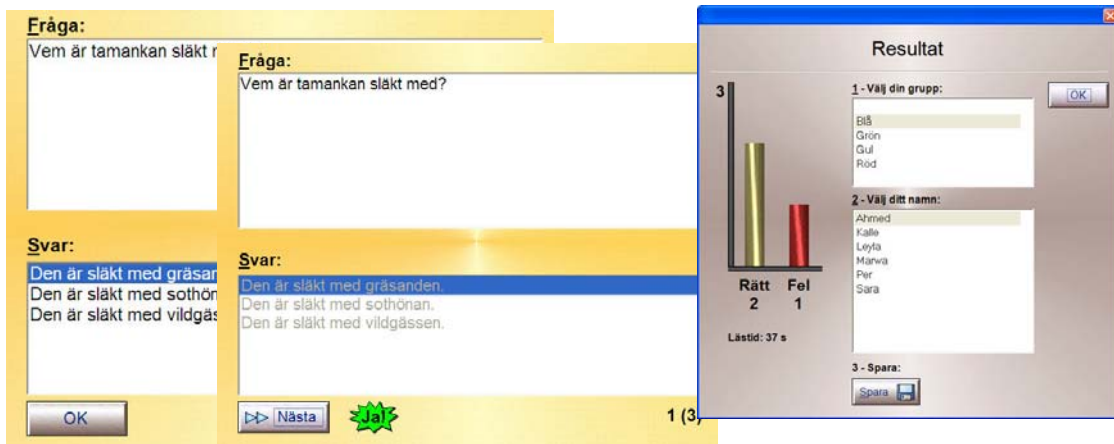 Fråga:
Vem är tamankan släkt
Svar:
Den är släkt med gräsan
Den är släkt med sothön
Den är släkt med vildgäs
OK
Fråga:
Vem är tamankan släkt med?
Svar:
Den är släkt med gräsanden.
Den är släkt med sothönan.
Den är släkt med vildgässen.
Nästa
Ja!
1 (3)
Resultat
3
Rätt Fel
2 1
Lästid: 37 s
1 - Välj din grupp:
Blå
Grön
Gul
Röd
OK
2 - Välj ditt namn:
Ahmed
Kalle
Leyla
Marwa
Per
Sara
3 - Spara:
Spara